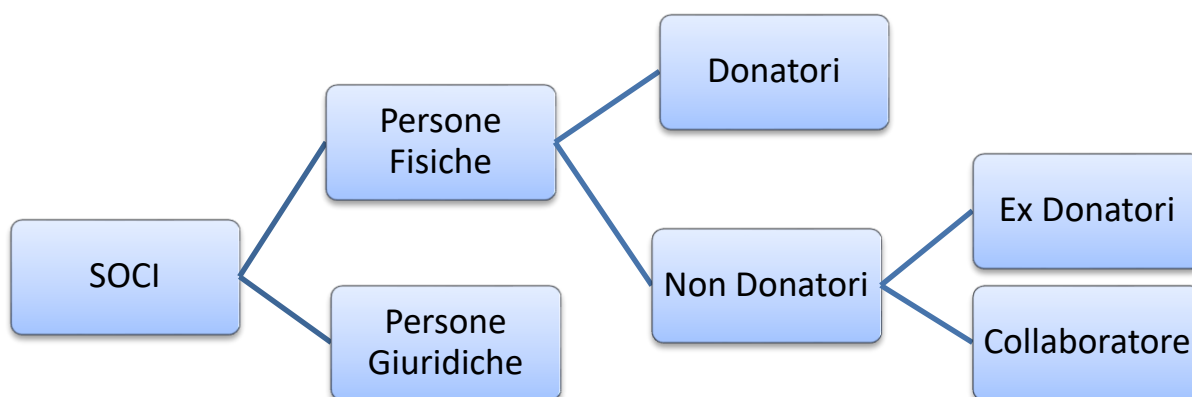 Donatori
Persone
Fisiche
Ex Donatori
SOCI
Non Donatori
Persone
Giuridiche
Collaboratore